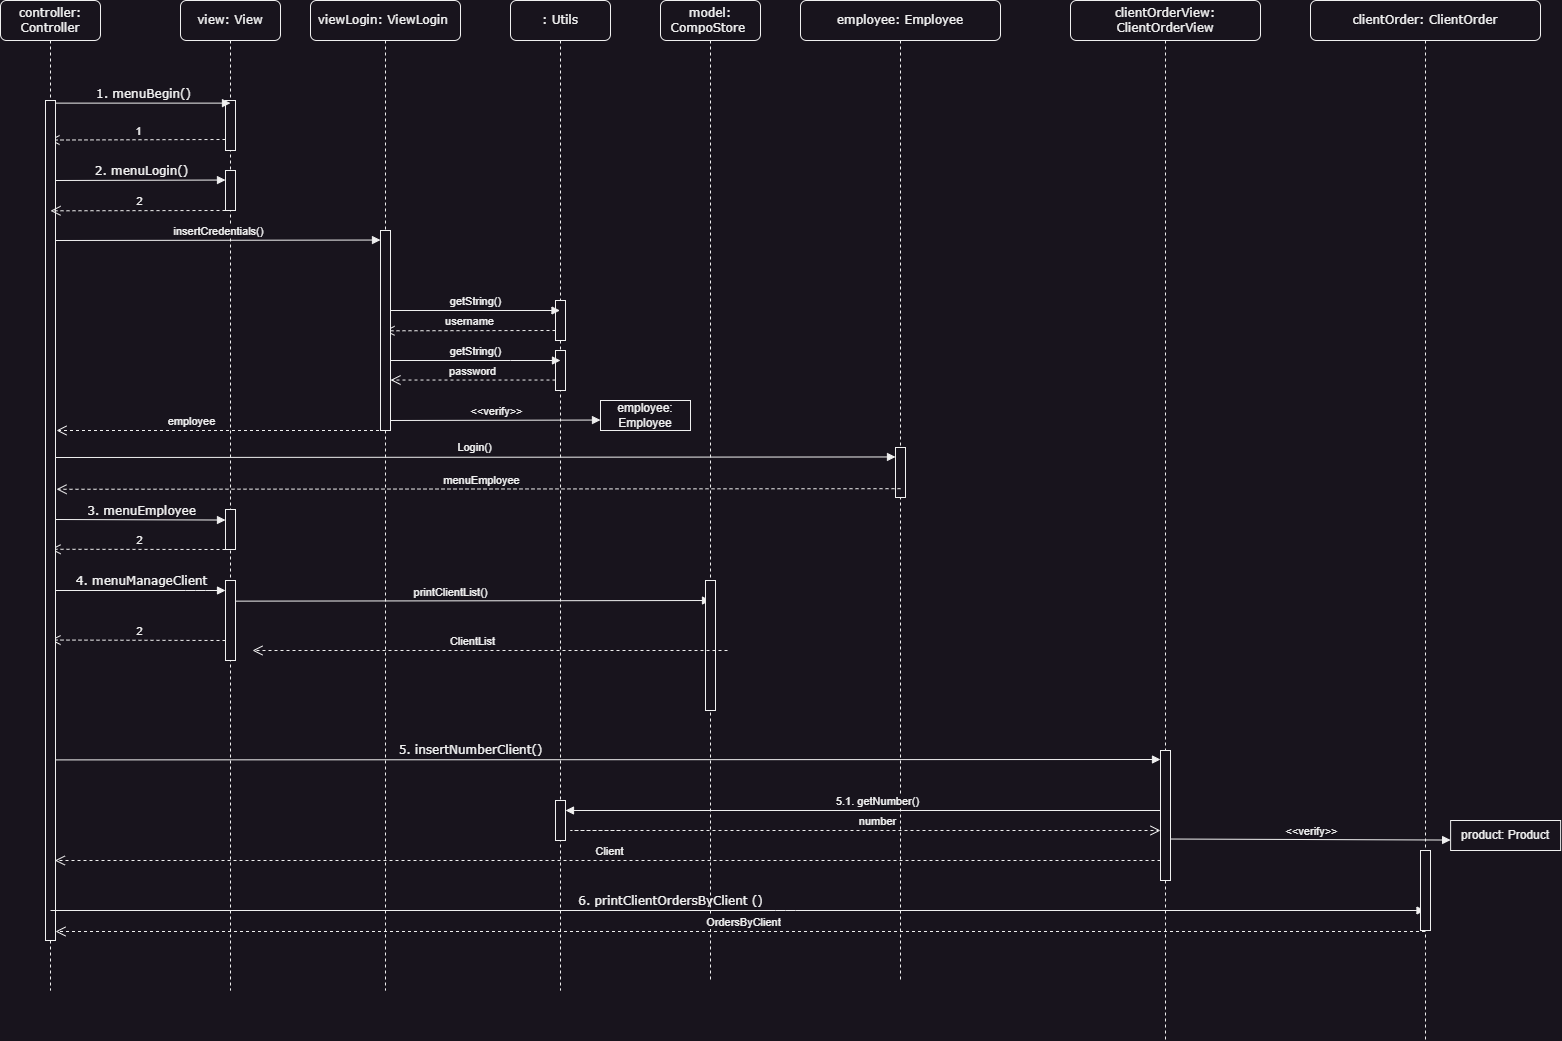 controller:
Controller
view: View
viewLogin: ViewLogin
: Utils
model:
CompoStore
employee: Employee
clientOrderView:
ClientOrderView
clientOrder: ClientOrder
1. menuBegin()
1
2. menuLogin()
2
insertCredentials()
getString()
username
getString()
password
<<verify>>
employee:
Employee
employee
Login()
menuEmployee
3. menuEmployee
2
4. menuManageClient
printClientList()
2
ClientList
5. insertNumberClient()
5.1. getNumber()
number
<<verify>>
product: Product
Client
6. printClientOrdersByClient ()
OrdersByClient